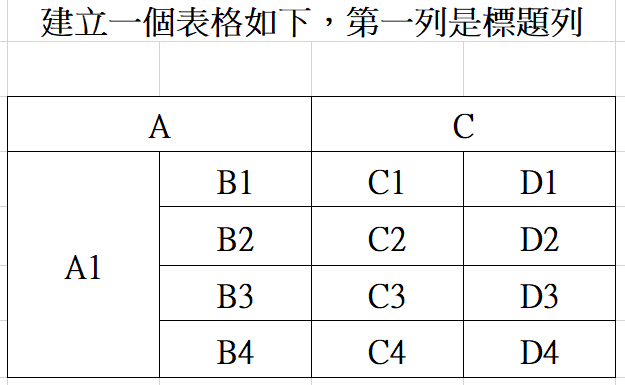 建立一個表格如下，第一列是標題列
A C
B1 C1 D1
B2 C2 D2
A1
B3 C3 D3
B4 C4 D4